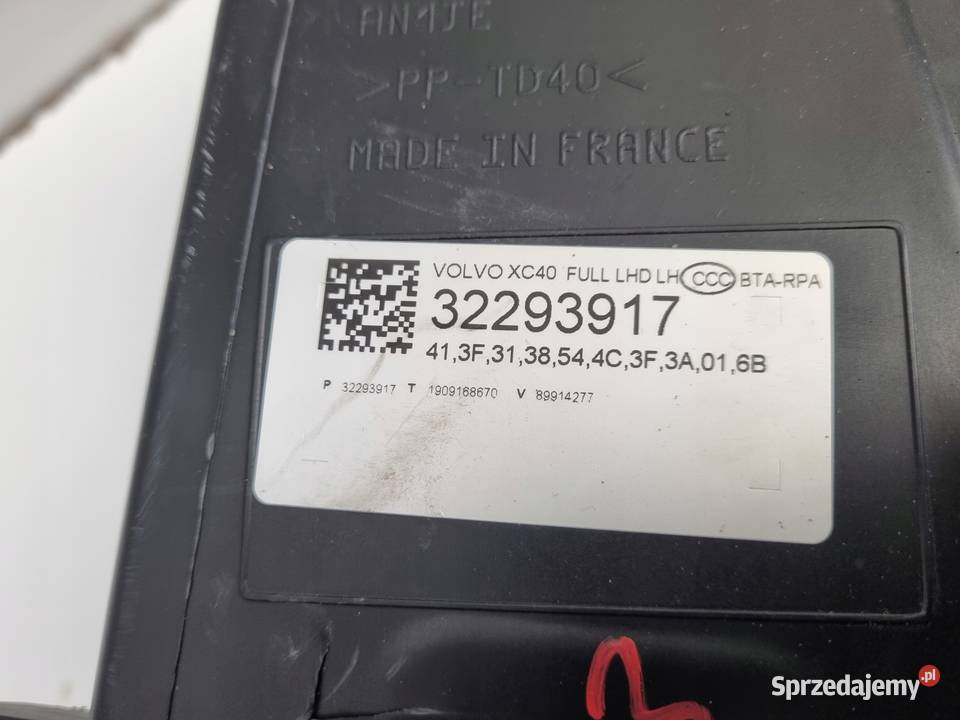 AN1JE
>PP-TD40<
MADE IN FRANCE
VOLVO XC40 FULL LHD LH CCC BTA-RPA
32293917
41,3F,31,38,54,4C,3F,3A,01,6B
P 32293917 T 1909168670 V 89914277
Sprzedajemy.pl